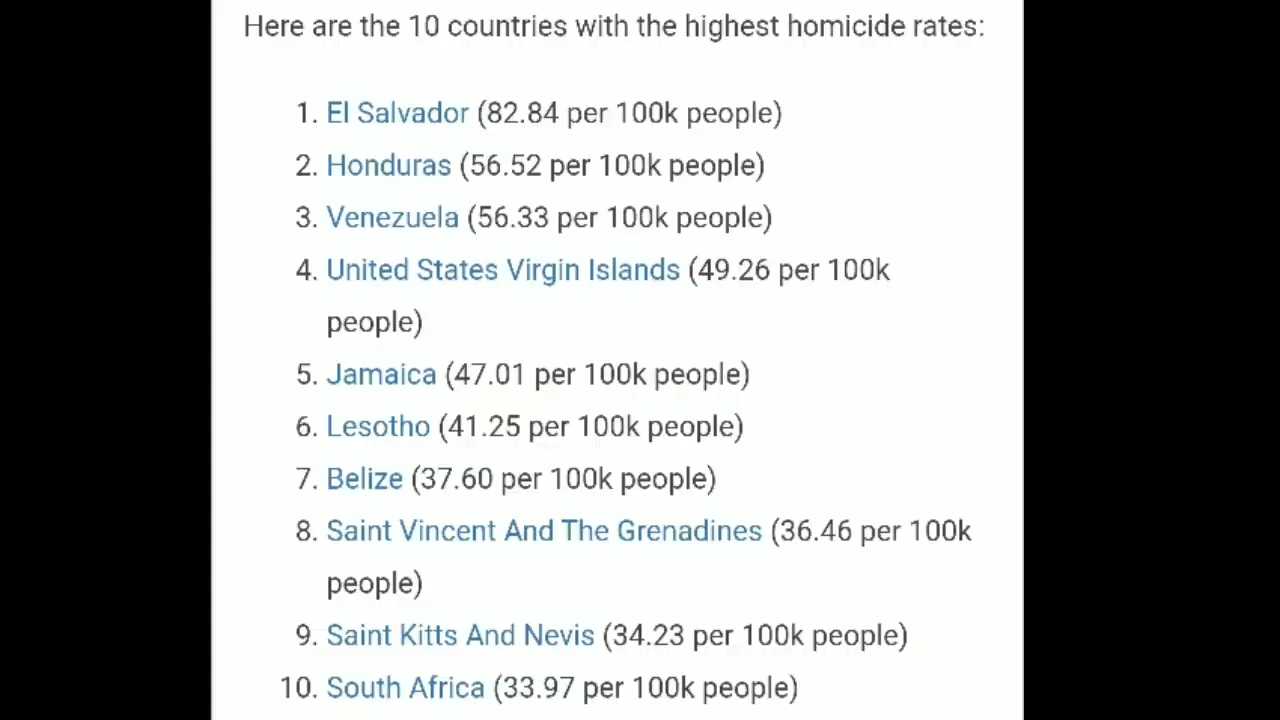 Here are the 10 countries with the highest homicide rates:
1. El Salvador (82.84 per 100k people)
2. Honduras (56.52 per 100k people)
3. Venezuela (56.33 per 100k people)
4. United States Virgin Islands (49.26 per 100k
people)
5. Jamaica (47.01 per 100k people)
6. Lesotho (41.25 per 100k people)
7. Belize (37.60 per 100k people)
8. Saint Vincent And The Grenadines (36.46 per 100k
people)
9. Saint Kitts And Nevis (34.23 per 100k people)
10. South Africa (33.97 per 100k people)